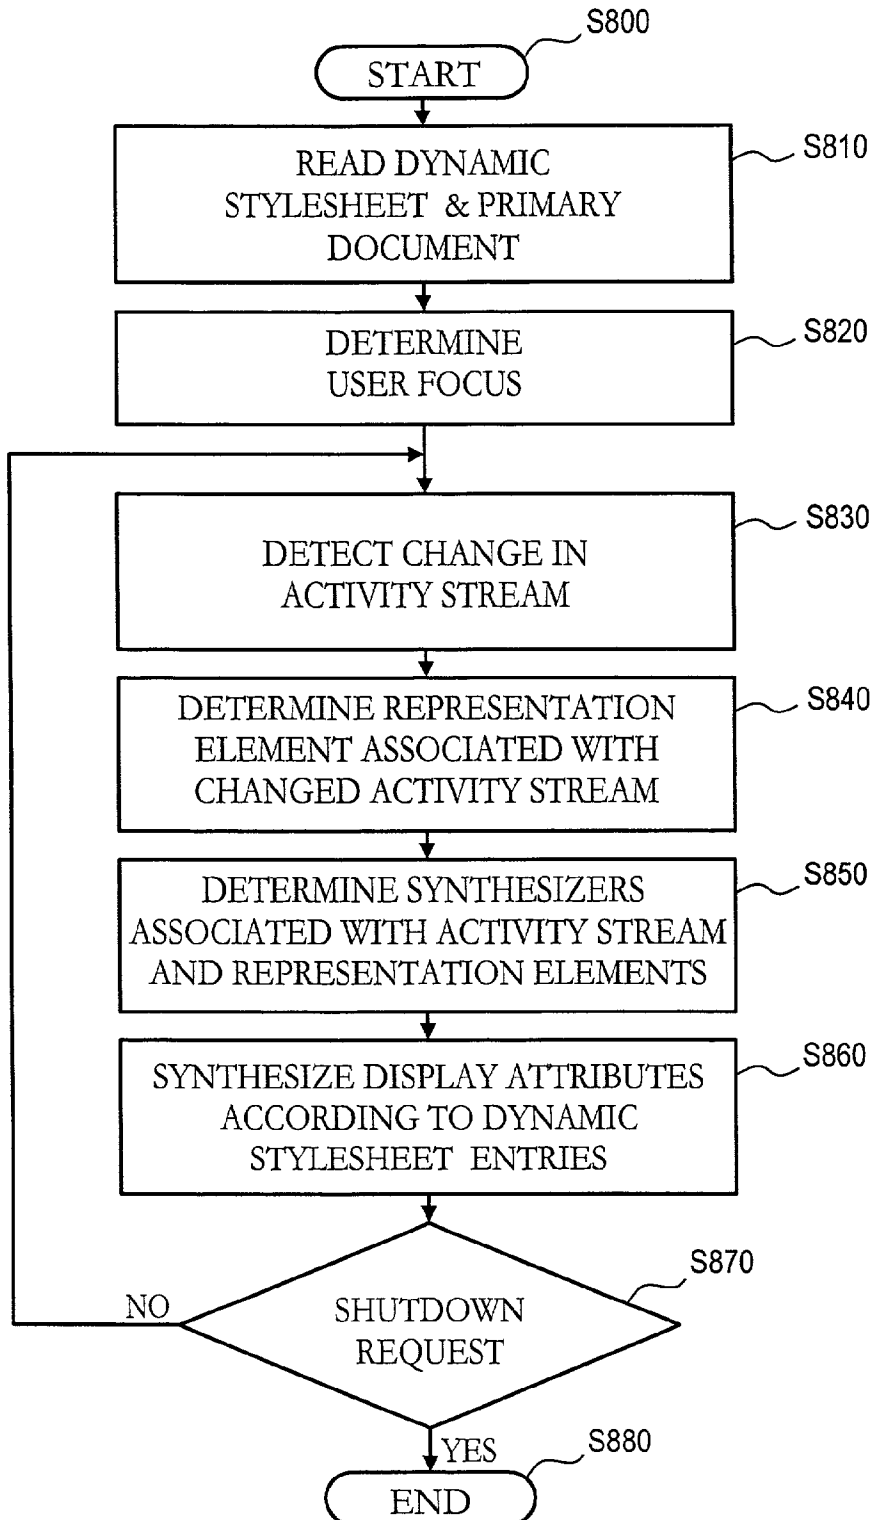 S800
START
S810
READ DYNAMIC
STYLESHEET & PRIMARY
DOCUMENT
S820
DETERMINE
USER FOCUS
S830
DETECT CHANGE IN
ACTIVITY STREAM
S840
DETERMINE REPRESENTATION
ELEMENT ASSOCIATED WITH
CHANGED ACTIVITY STREAM
S850
DETERMINE SYNTHESIZERS
ASSOCIATED WITH ACTIVITY STREAM
AND REPRESENTATION ELEMENTS
S860
SYNTHESIZE DISPLAY ATTRIBUTES
ACCORDING TO DYNAMIC
STYLESHEET ENTRIES
S870
NO
SHUTDOWN
REQUEST
YES
S880
END